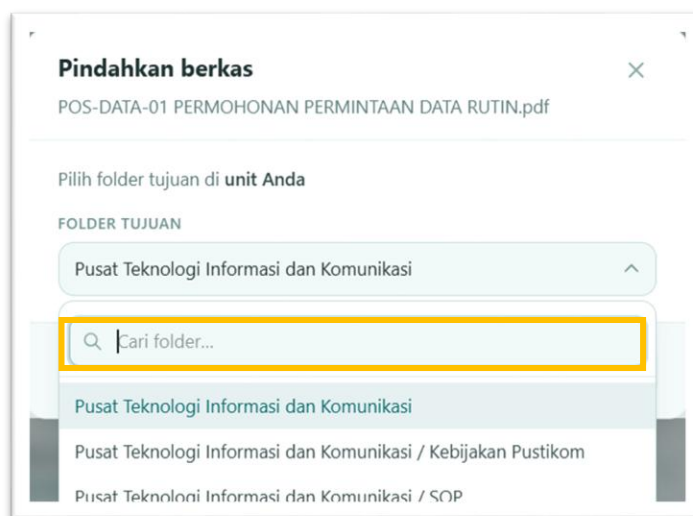 Pindahkan berkas
POS-DATA-01 PERMOHONAN PERMINTAAN DATA RUTIN.pdf
Pilih folder tujuan di unit Anda
FOLDER TUJUAN
Pusat Teknologi Informasi dan Komunikasi
Cari folder...
Pusat Teknologi Informasi dan Komunikasi
Pusat Teknologi Informasi dan Komunikasi / Kebijakan Pustikom
Pusat Teknologi Informasi dan Komunikasi / SOP